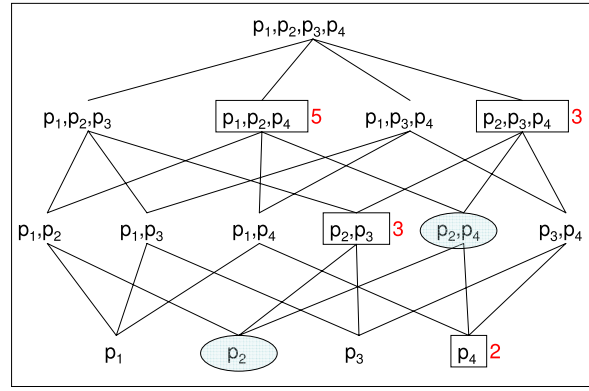 p₁,p₂,p₃,p₄
p₁,p₂,p₃ p₁,p₂,p₄ 5 p₁,p₃,p₄ p₂,p₃,p₄ 3
p₁,p₂ p₁,p₃ p₁,p₄ p₂,p₃ 3 p₂,p₄ p₃,p₄
p₁ p₂ p₃ p₄ 2